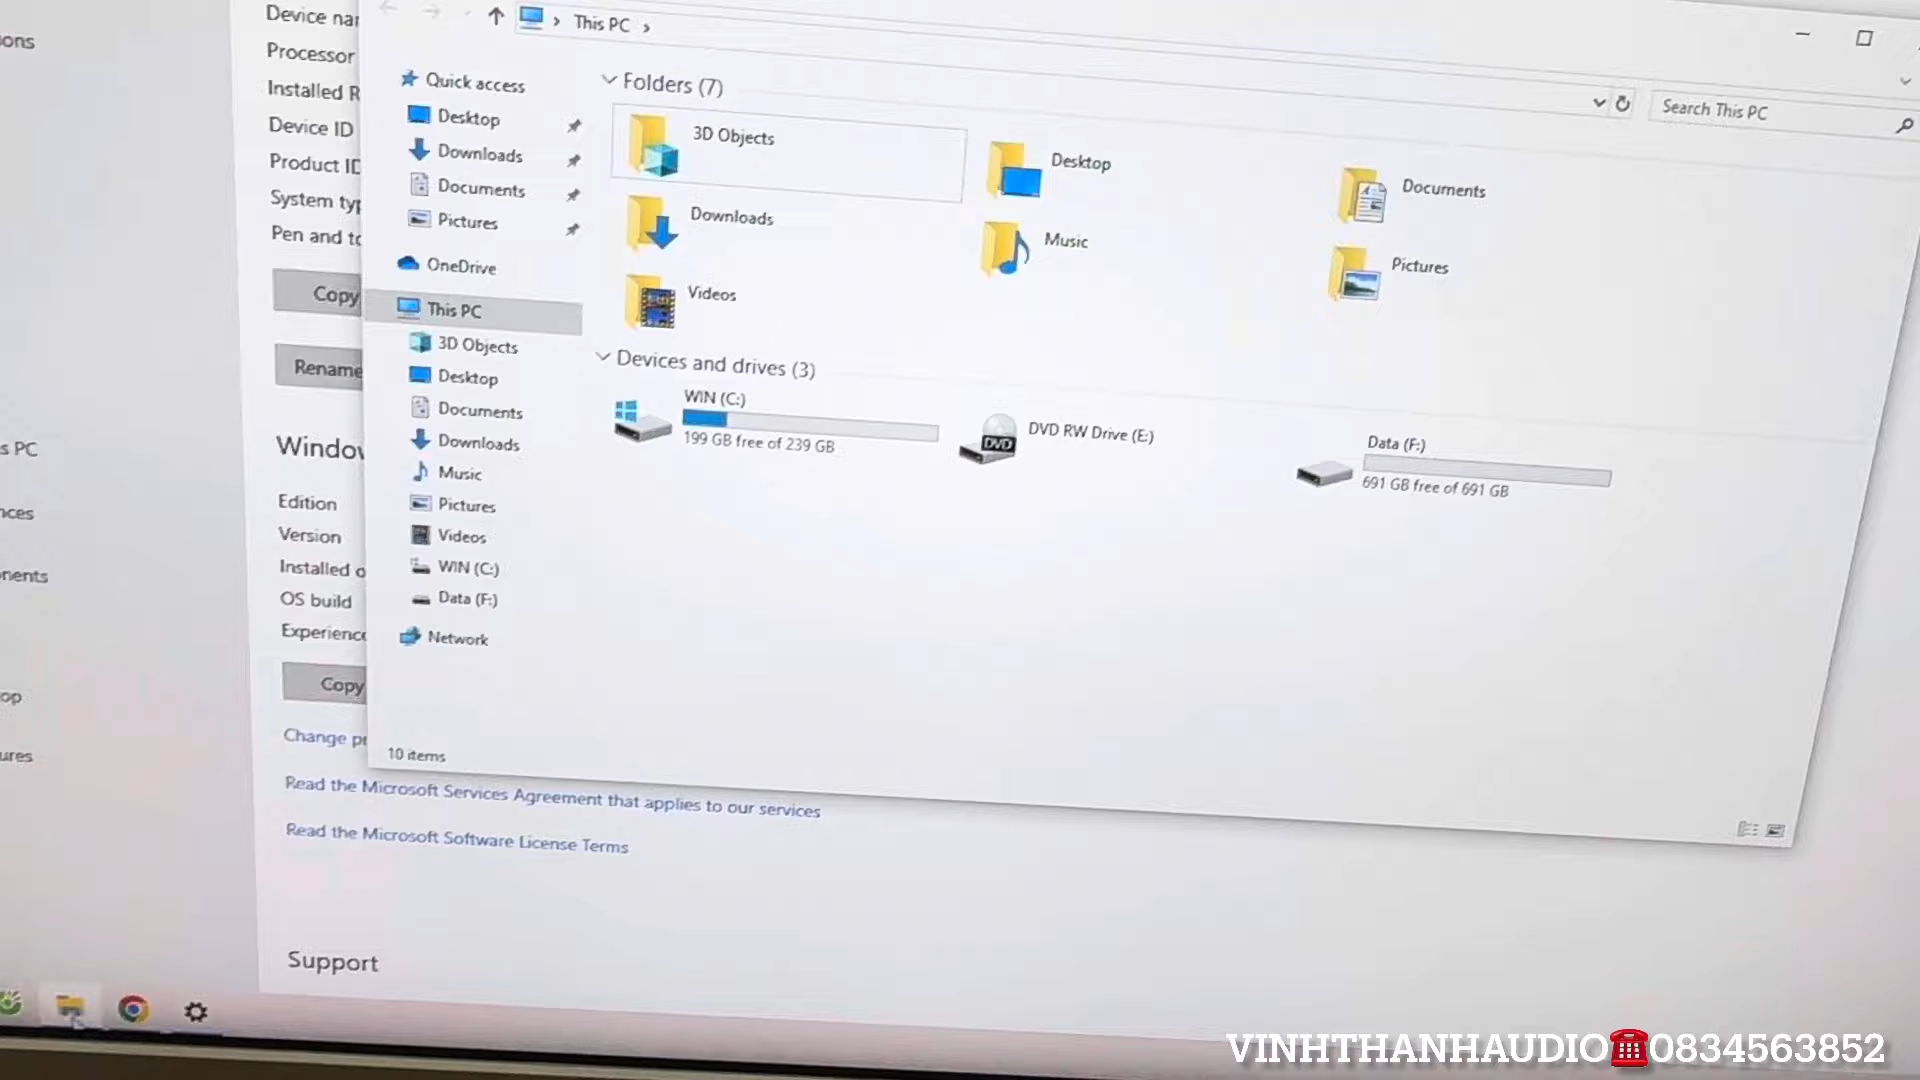 ons
s PC
nces
nents
op
ures
Device nar
Processor
Installed R
Device ID
Product ID
System typ
Pen and to
Copy
Rename
Window
Edition
Version
Installed o
OS build
Experience
Copy
Change pr
Read the Microsoft Services Agreement that applies to our services
Read the Microsoft Software License Terms
Support
This PC
Search This PC
Quick access
Desktop
Downloads
Documents
Pictures
OneDrive
This PC
3D Objects
Desktop
Documents
Downloads
Music
Pictures
Videos
WIN (C:)
Data (F:)
Network
10 items
Folders (7)
3D Objects
Desktop
Documents
Downloads
Music
Pictures
Videos
Devices and drives (3)
WIN (C:)
199 GB free of 239 GB
DVD
DVD RW Drive (E:)
Data (F:)
691 GB free of 691 GB
VINHTHANHAUDIO☎0834563852